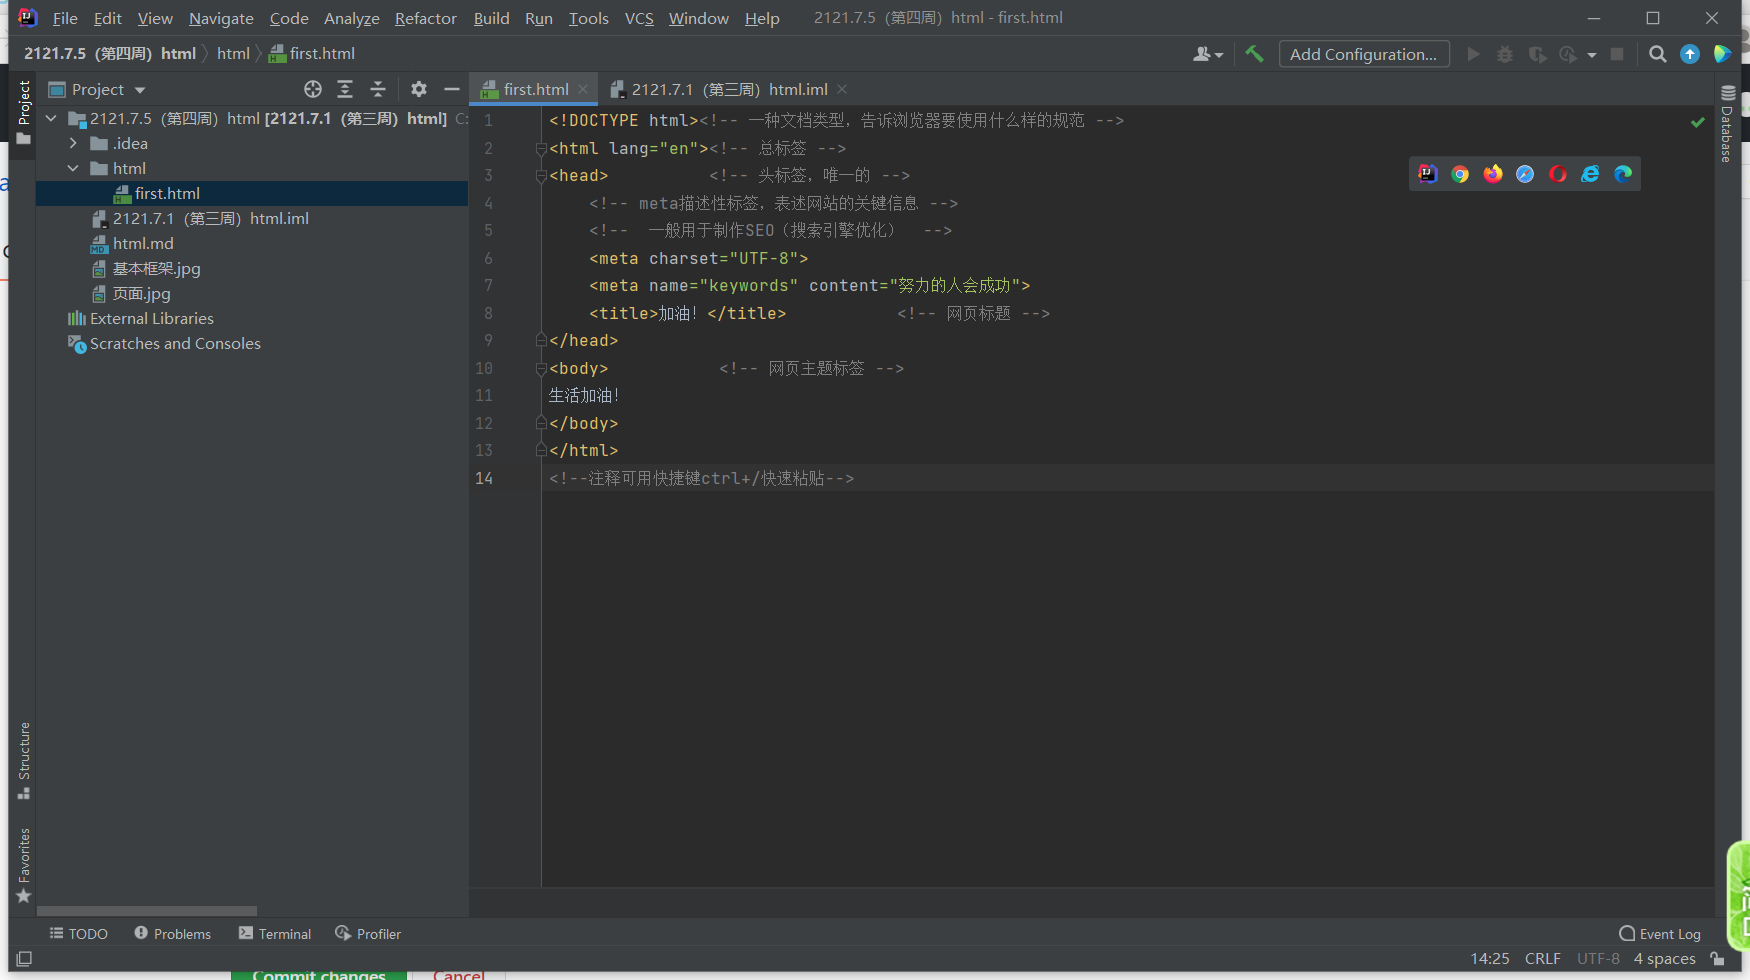 File Edit View Navigate Code Analyze Refactor Build Run Tools VCS Window Help 2121.7.5（第四周）html - first.html
2121.7.5（第四周）html html first.html Add Configuration...
Project
first.html 2121.7.1（第三周）html.iml
Project
2121.7.5（第四周）html [2121.7.1（第三周）html] C:
.idea
html
first.html
2121.7.1（第三周）html.iml
html.md
基本框架.jpg
页面.jpg
External Libraries
Scratches and Consoles
Structure
Favorites
1 <!DOCTYPE html><!-- 一种文档类型，告诉浏览器要使用什么样的规范 -->
2 <html lang="en"><!-- 总标签 -->
3 <head> <!-- 头标签，唯一的 -->
4 <!-- meta描述性标签，表述网站的关键信息 -->
5 <!-- 一般用于制作SEO（搜索引擎优化） -->
6 <meta charset="UTF-8">
7 <meta name="keywords" content="努力的人会成功">
8 <title>加油！</title> <!-- 网页标题 -->
9 </head>
10 <body> <!-- 网页主题标签 -->
11 生活加油！
12 </body>
13 </html>
14 <!--注释可用快捷键ctrl+/快速粘贴-->
Database
TODO Problems Terminal Profiler Event Log
14:25 CRLF UTF-8 4 spaces
Commit changes Cancel